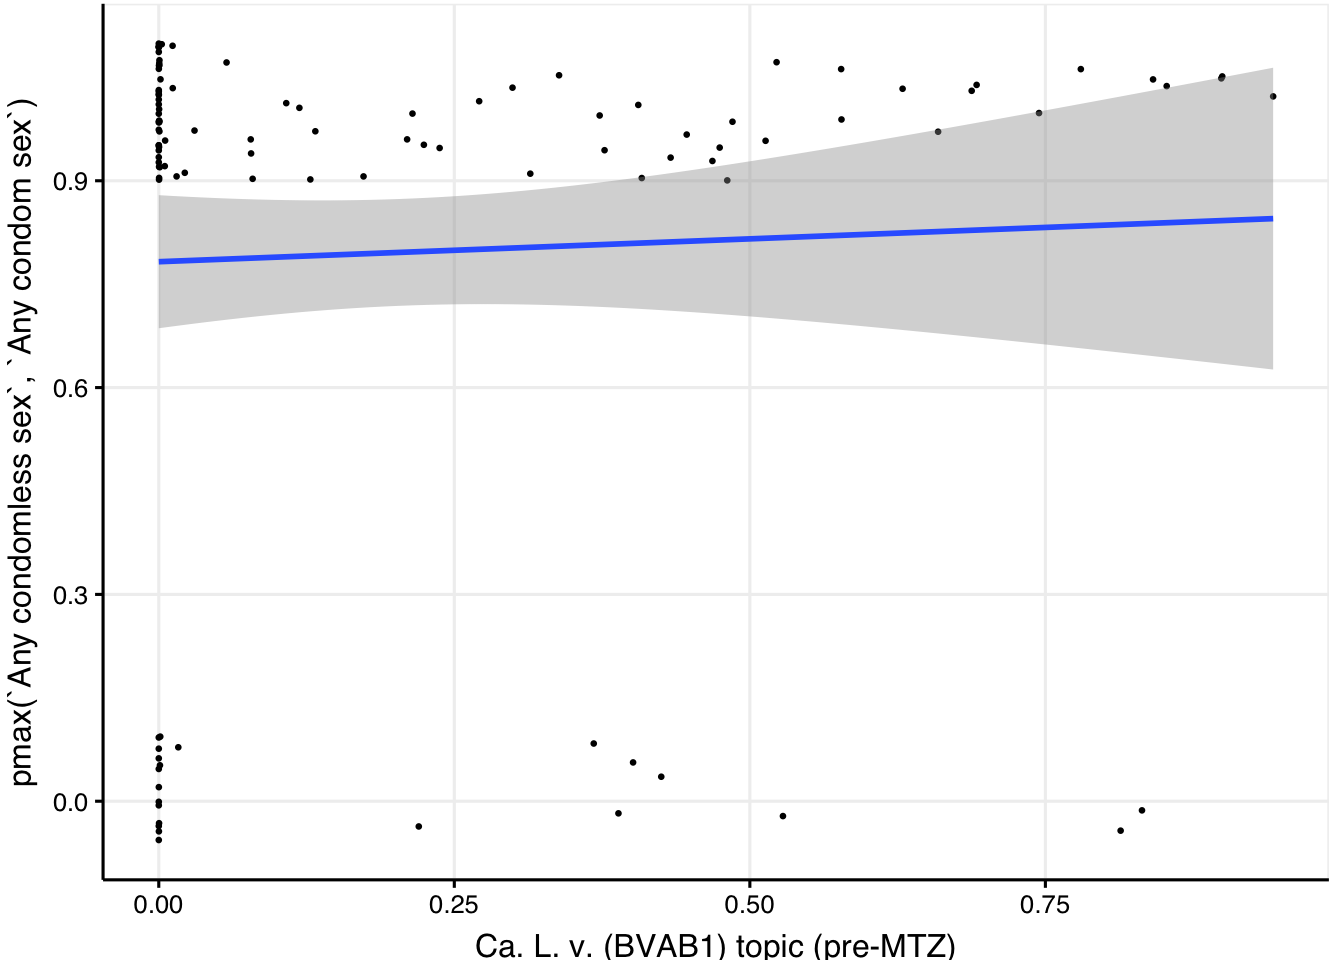 pmax(`Any condomless sex`, `Any condom sex`)
0.9
0.6
0.3
0.0
0.00 0.25 0.50 0.75
Ca. L. v. (BVAB1) topic (pre-MTZ)